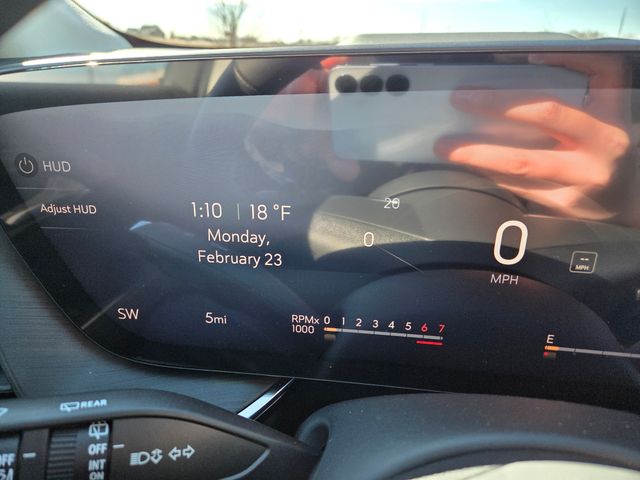 HUD
Adjust HUD
1:10 | 18 °F
Monday,
February 23
20
0
0
MPH
--
MPH
SW
5mi
RPMx
1000
0 1 2 3 4 5 6 7
E
REAR
OFF
INT
ON
OFF